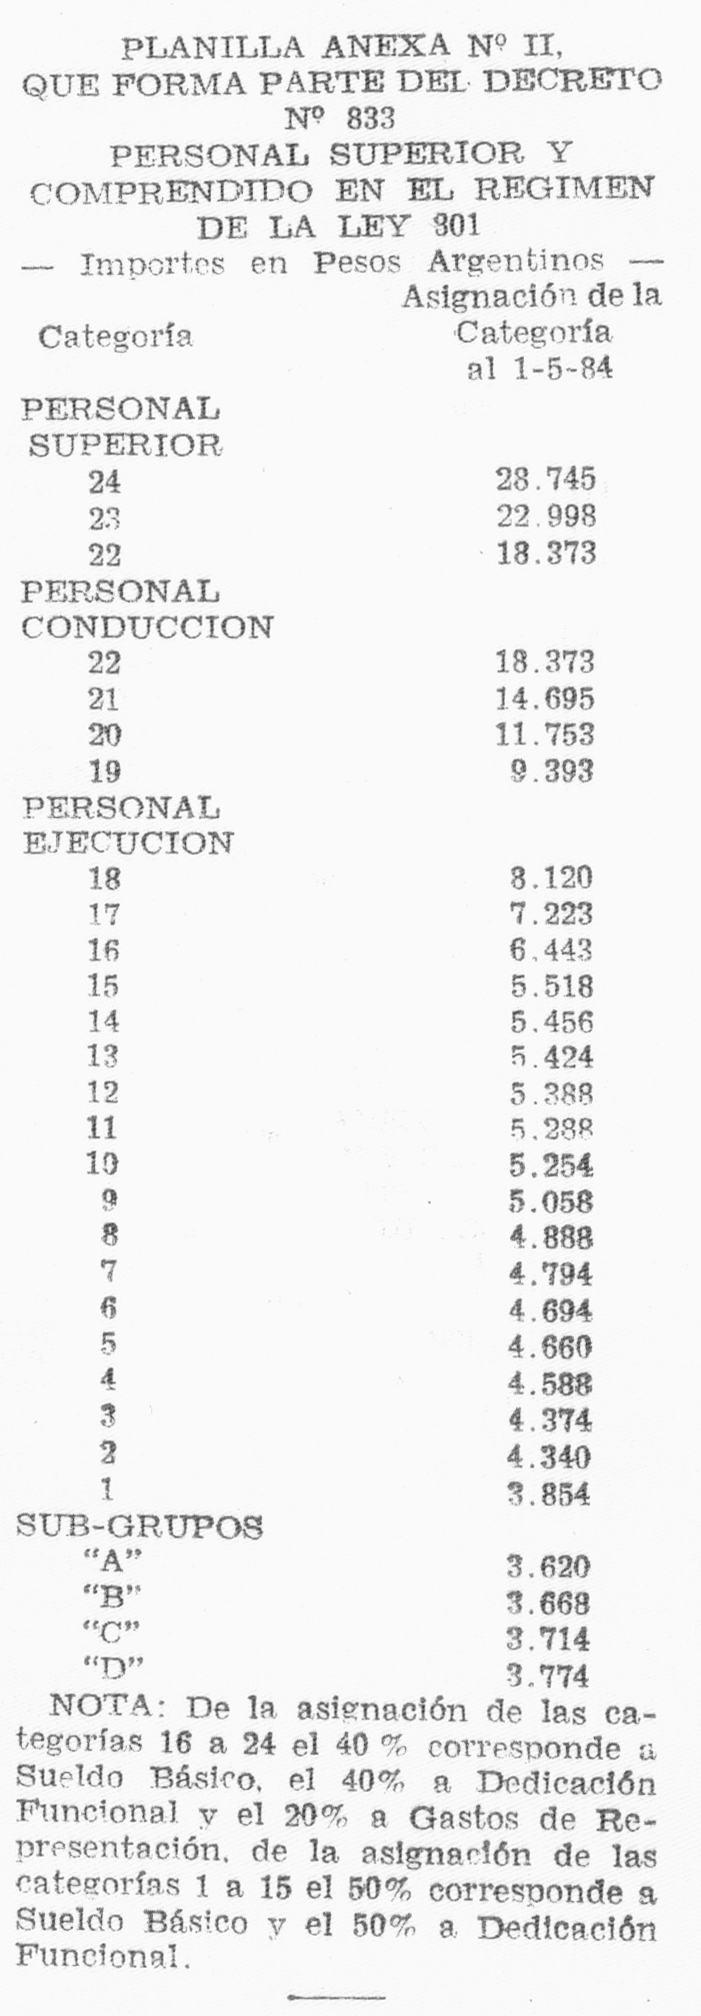 PLANILLA ANEXA Nº II,
QUE FORMA PARTE DEL DECRETO
Nº 833
PERSONAL SUPERIOR Y
COMPRENDIDO EN EL REGIMEN
DE LA LEY 301
— Importes en Pesos Argentinos —
Asignación de la
Categoría Categoría
al 1-5-84
PERSONAL
SUPERIOR
24 28.745
23 22.998
22 18.373
PERSONAL
CONDUCCION
22 18.373
21 14.695
20 11.753
19 9.393
PERSONAL
EJECUCION
18 8.120
17 7.223
16 6.443
15 5.518
14 5.456
13 5.424
12 5.388
11 5.288
10 5.254
9 5.058
8 4.888
7 4.794
6 4.694
5 4.660
4 4.588
3 4.374
2 4.340
1 3.854
SUB-GRUPOS
“A” 3.620
“B” 3.668
“C” 3.714
“D” 3.774
NOTA: De la asignación de las ca-
tegorías 16 a 24 el 40 % corresponde a
Sueldo Básico, el 40% a Dedicación
Funcional y el 20% a Gastos de Re-
presentación, de la asignación de las
categorías 1 a 15 el 50% corresponde a
Sueldo Básico y el 50% a Dedicación
Funcional.